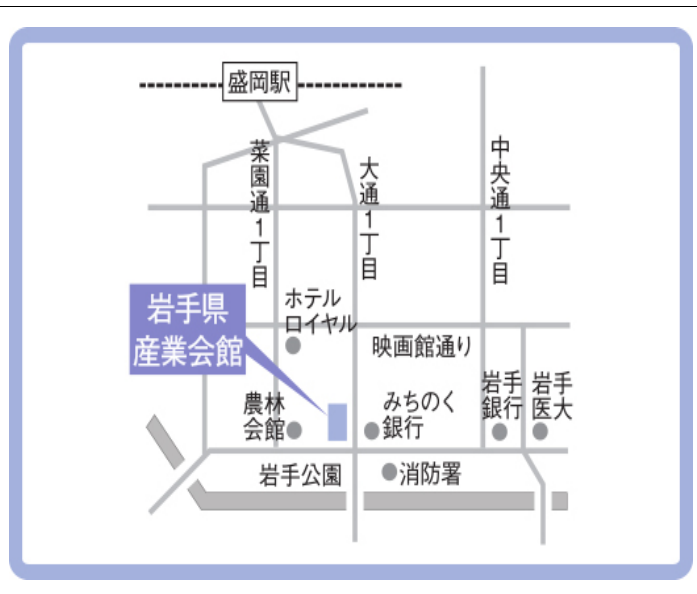 盛岡駅
菜園通1丁目
大通1丁目
中央通1丁目
岩手県
産業会館
ホテル
ロイヤル
映画館通り
農林
会館
みちのく
銀行
岩手
銀行
岩手
医大
岩手公園
消防署